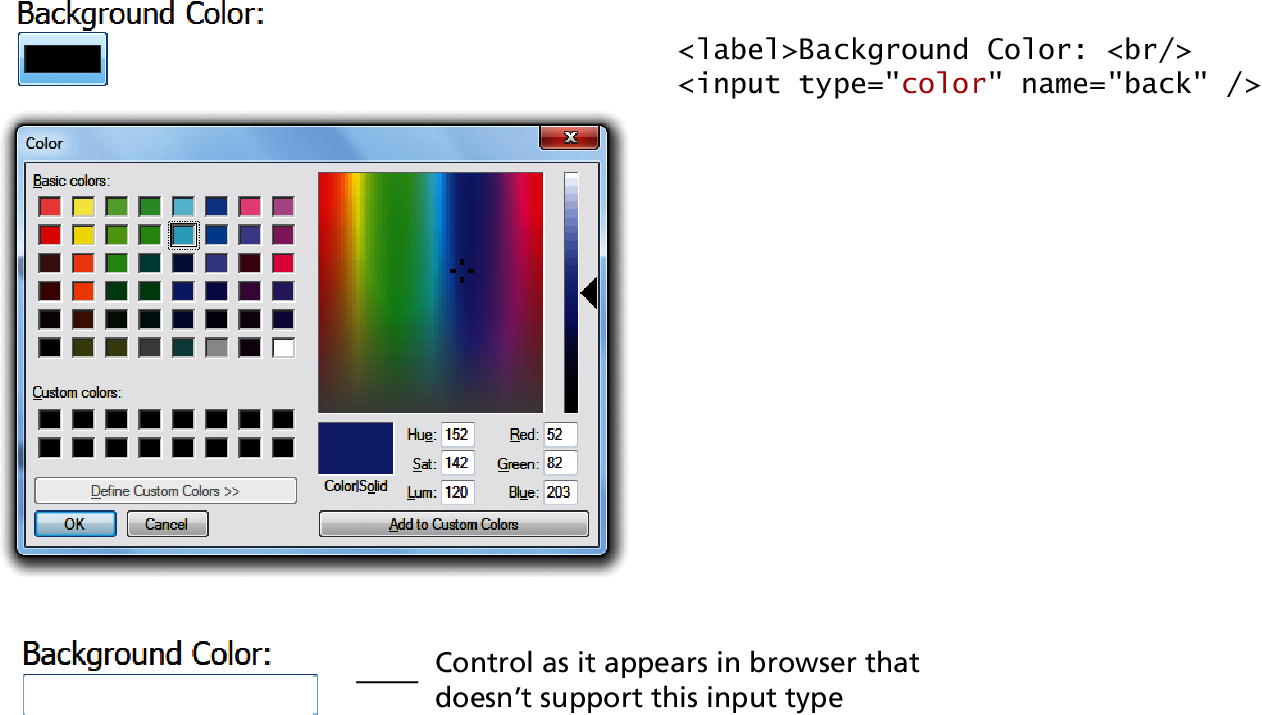 Background Color:
<label>Background Color: <br/>
<input type="color" name="back" />
Color
x
Basic colors:
Custom colors:
Define Custom Colors >>
OK
Cancel
Color|Solid
Hue: 152
Sat: 142
Lum: 120
Red: 52
Green: 82
Blue: 203
Add to Custom Colors
Background Color:
Control as it appears in browser that
doesn’t support this input type